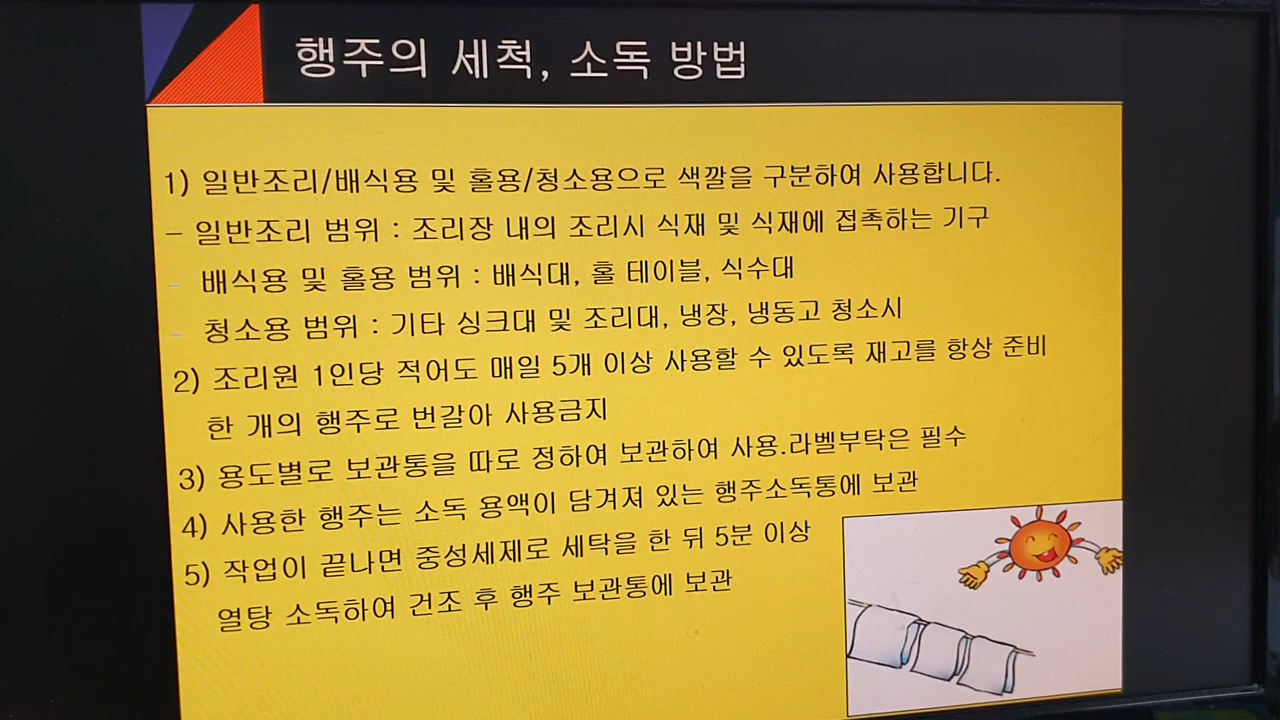 행주의 세척, 소독 방법
1) 일반조리/배식용 및 홀용/청소용으로 색깔을 구분하여 사용합니다.
– 일반조리 범위 : 조리장 내의 조리시 식재 및 식재에 접촉하는 기구
- 배식용 및 홀용 범위 : 배식대, 홀 테이블, 식수대
- 청소용 범위 : 기타 싱크대 및 조리대, 냉장, 냉동고 청소시
2) 조리원 1인당 적어도 매일 5개 이상 사용할 수 있도록 재고를 항상 준비
한 개의 행주로 번갈아 사용금지
3) 용도별로 보관통을 따로 정하여 보관하여 사용.라벨부탁은 필수
4) 사용한 행주는 소독 용액이 담겨져 있는 행주소독통에 보관
5) 작업이 끝나면 중성세제로 세탁을 한 뒤 5분 이상
열탕 소독하여 건조 후 행주 보관통에 보관